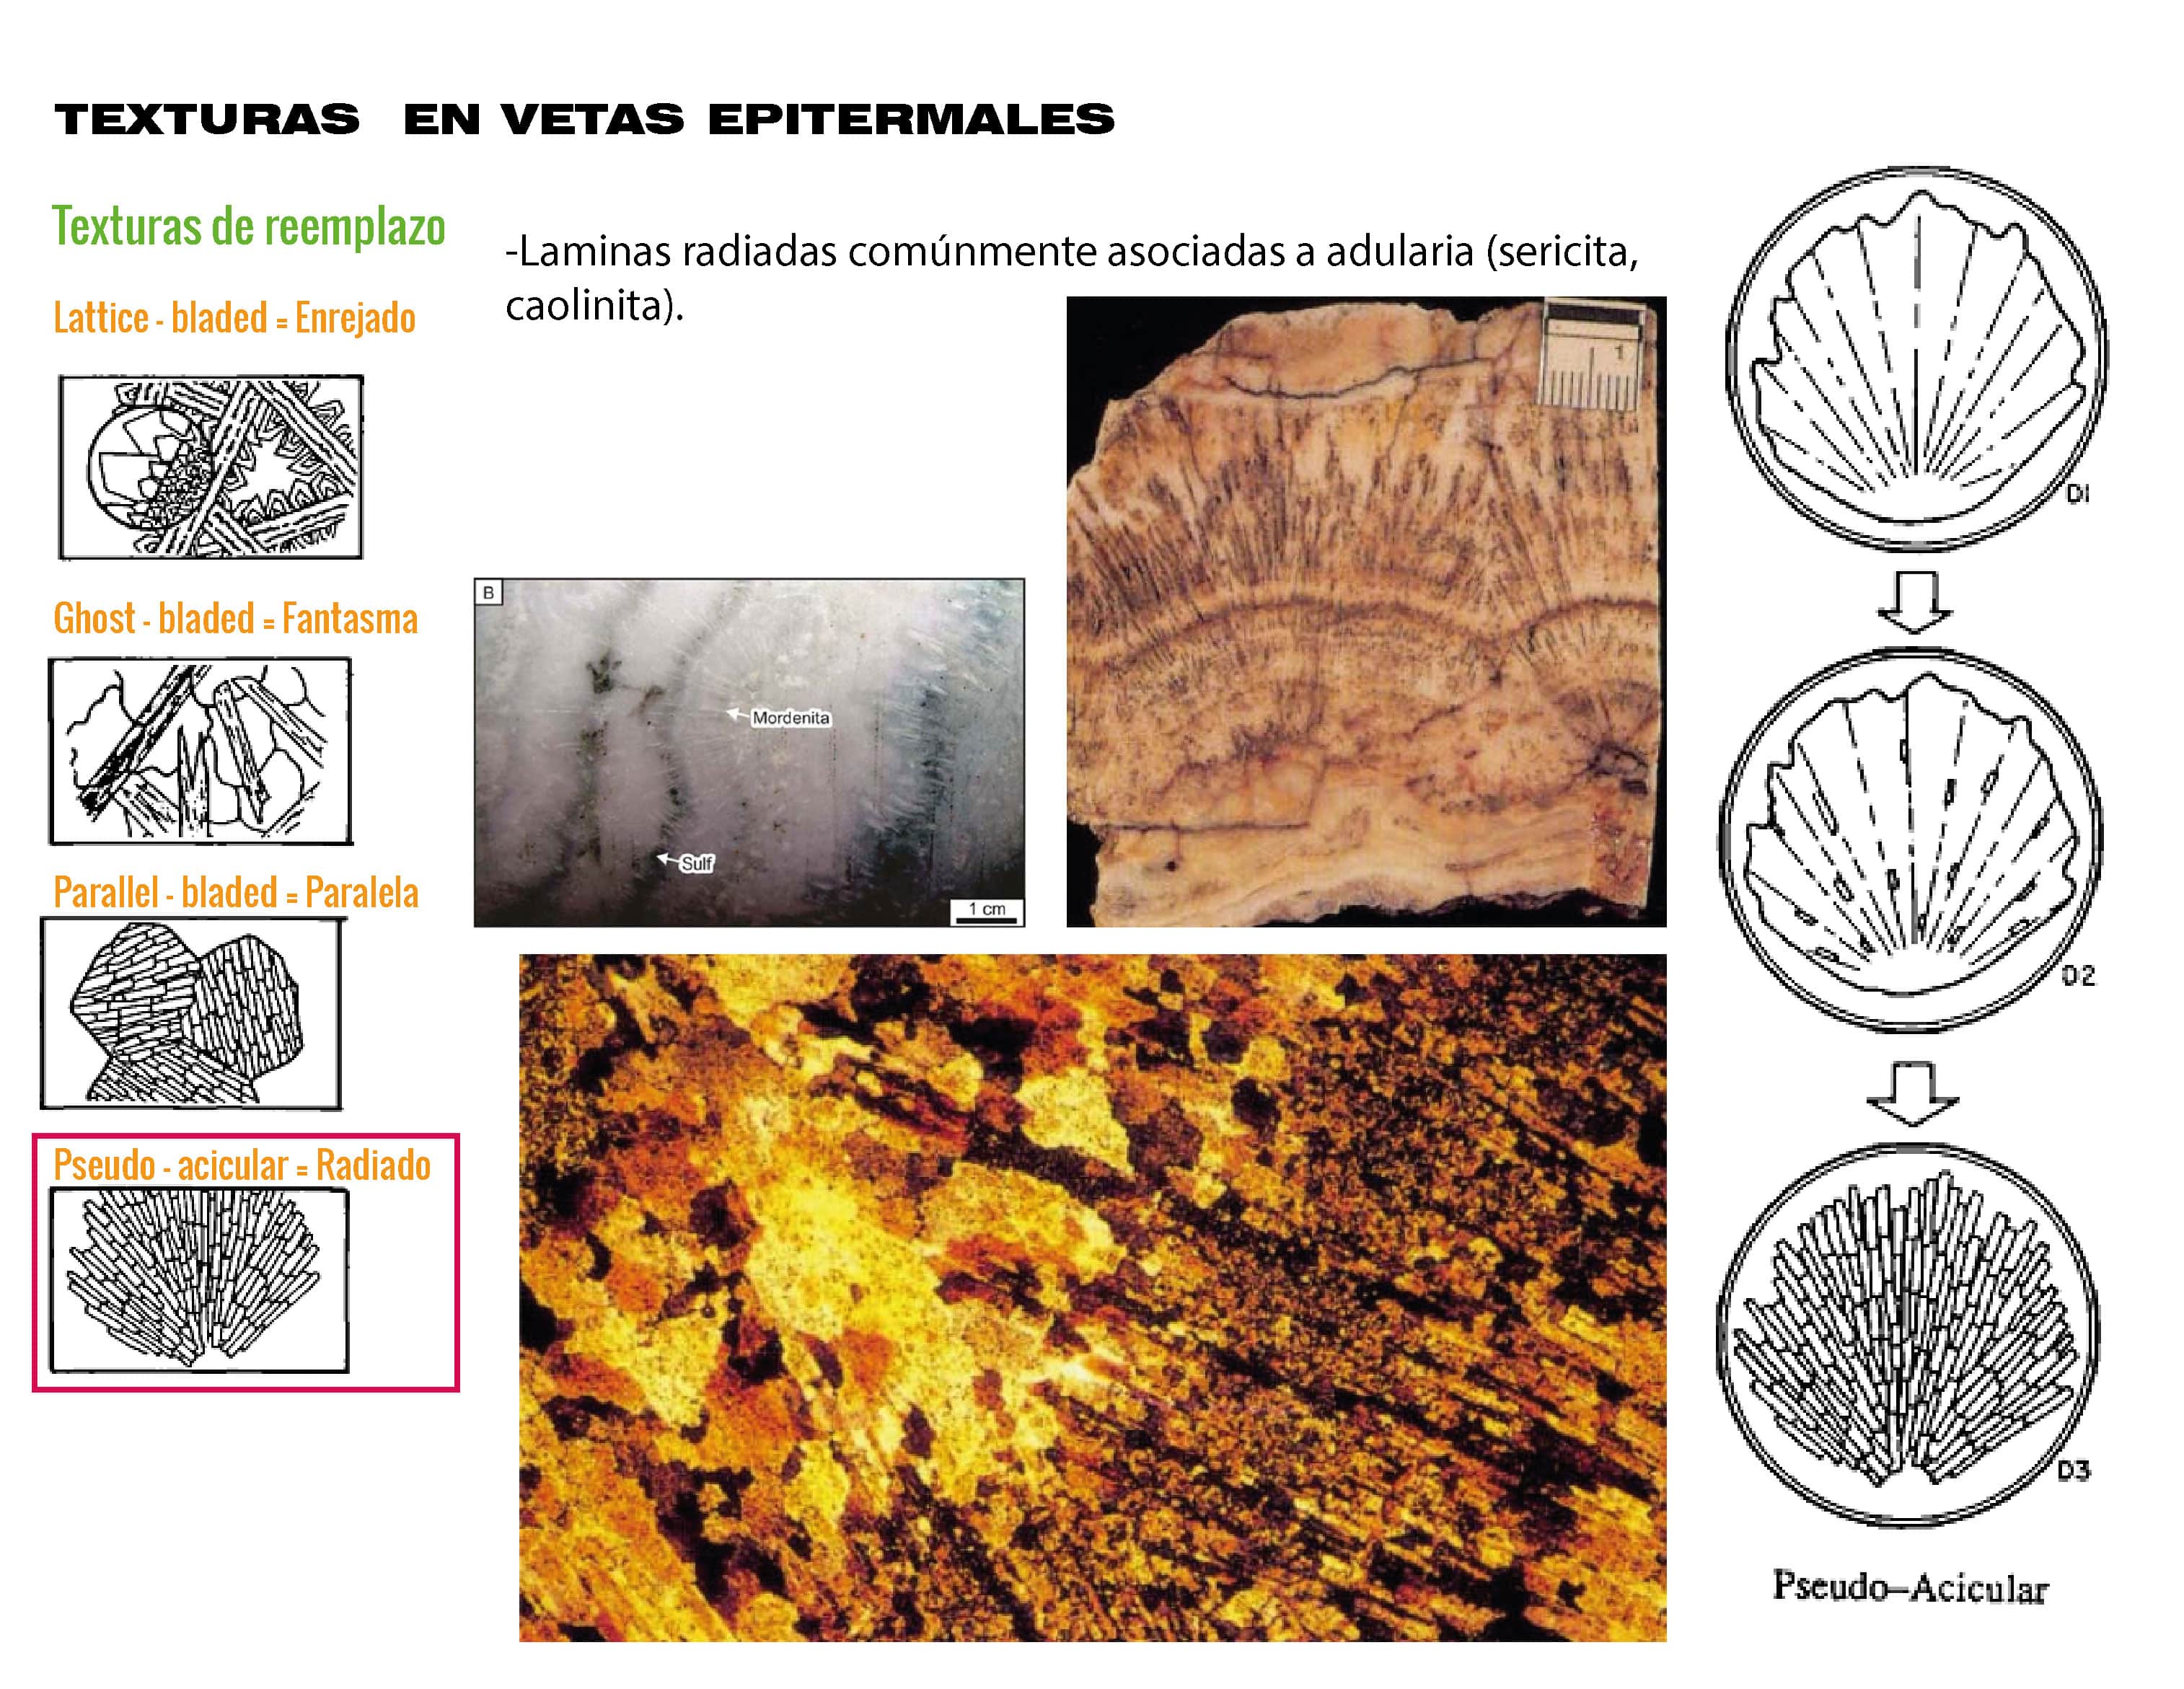 TEXTURAS EN VETAS EPITERMALES
Texturas de reemplazo
-Laminas radiadas comúnmente asociadas a adularia (sericita,
caolinita).
Lattice - bladed = Enrejado
Ghost - bladed = Fantasma
Parallel - bladed = Paralela
Pseudo - acicular = Radiado
B
Mordenita
Sulf
1 cm
1
D1
D2
D3
Pseudo-Acicular